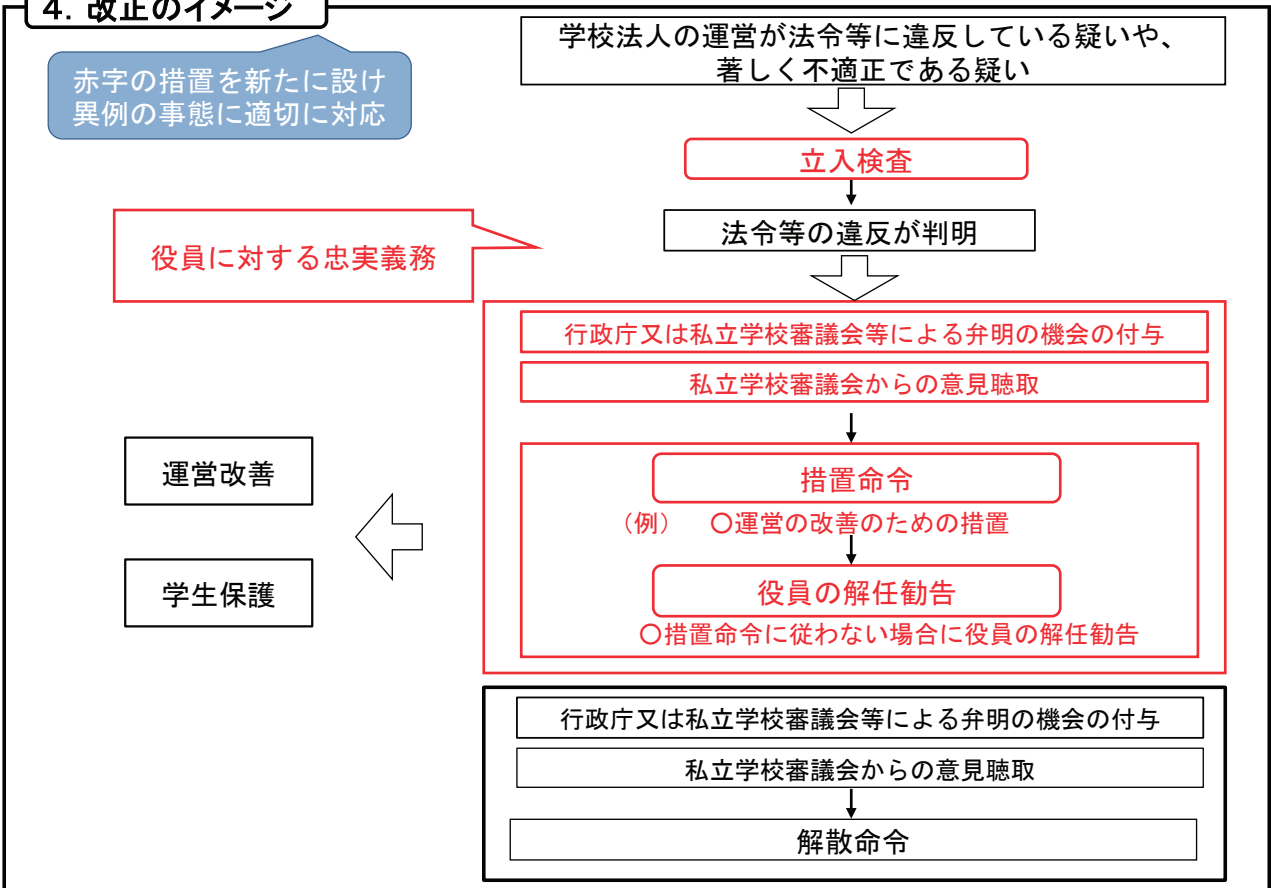 ４．改正のイメージ
赤字の措置を新たに設け
異例の事態に適切に対応
学校法人の運営が法令等に違反している疑いや、
著しく不適正である疑い
立入検査
法令等の違反が判明
役員に対する忠実義務
行政庁又は私立学校審議会等による弁明の機会の付与
私立学校審議会からの意見聴取
措置命令
（例）　〇運営の改善のための措置
役員の解任勧告
〇措置命令に従わない場合に役員の解任勧告
運営改善
学生保護
行政庁又は私立学校審議会等による弁明の機会の付与
私立学校審議会からの意見聴取
解散命令